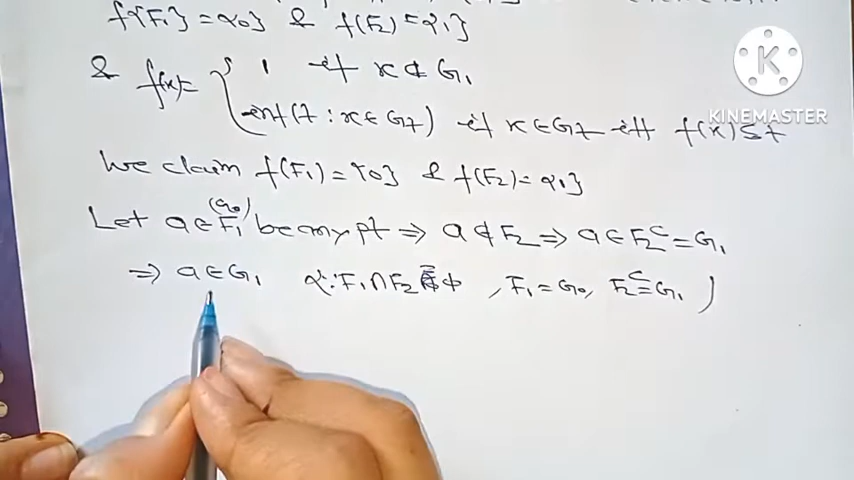 f{F₁} = {0} & f(F₂) = {1}
& f(x) = { 1 if x ∉ G₁
inf(t : x ∈ Gt) if x ∈ Gt iff f(x) ≤ t
KINEMASTER
We claim f(F₁) = {0} & f(F₂) = {1}
(G₀)
Let a ∈ F₁ be any pt ⇒ a ∉ F₂ ⇒ a ∈ F₂ᶜ = G₁
⇒ a ∈ G₁ {∵ F₁ ∩ F₂ = φ , F₁ = G₀, F₂ᶜ = G₁ )